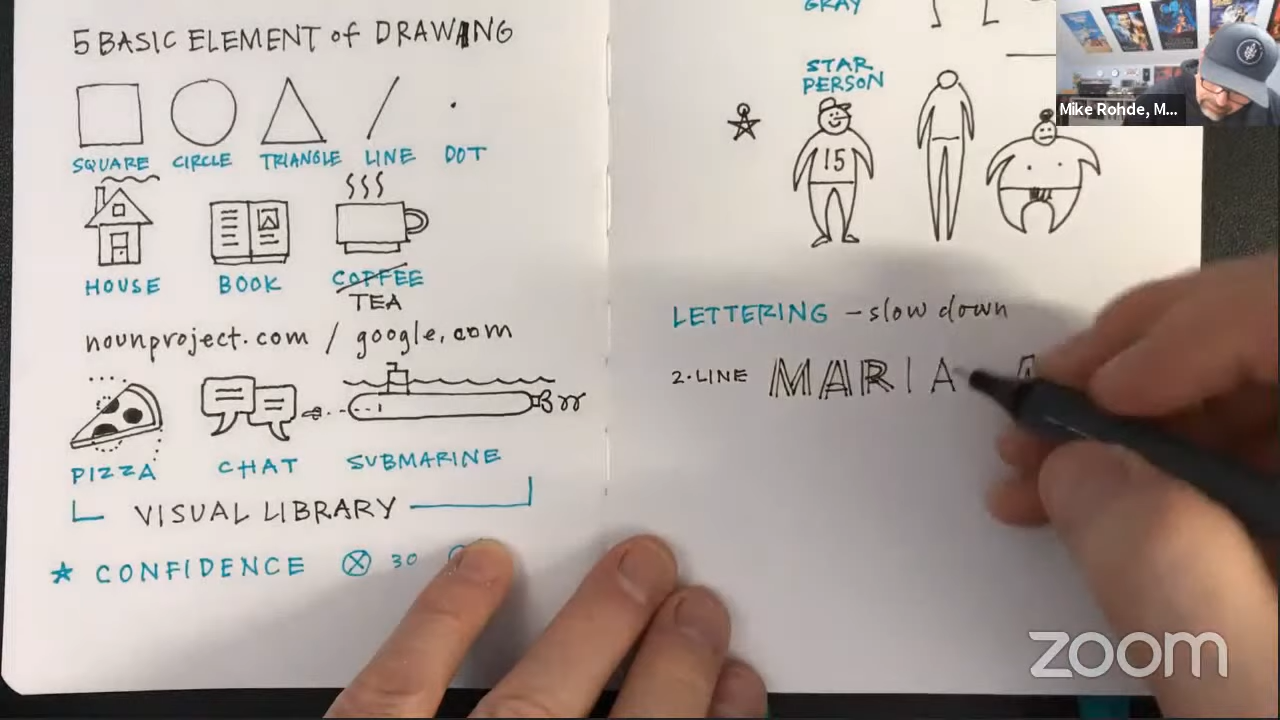 5 BASIC ELEMENT of DRAWING
SQUARE CIRCLE TRIANGLE LINE DOT
HOUSE BOOK COFFEE
TEA
nounproject.com / google.com
PIZZA CHAT SUBMARINE
VISUAL LIBRARY
CONFIDENCE 30
GRAY
STAR
PERSON
15
LETTERING - slow down
2-LINE MARIA A
Mike Rohde, M...
zoom